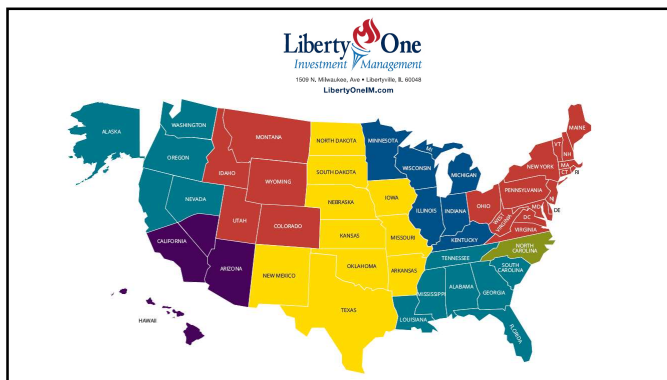 Liberty One
Investment Management
1509 N. Milwaukee, Ave • Libertyville, IL 60048
LibertyOneIM.com
ALASKA
WASHINGTON
OREGON
NEVADA
CALIFORNIA
ARIZONA
HAWAII
MONTANA
IDAHO
WYOMING
UTAH
COLORADO
NORTH DAKOTA
SOUTH DAKOTA
NEBRASKA
KANSAS
IOWA
MISSOURI
NEW MEXICO
OKLAHOMA
ARKANSAS
TEXAS
MINNESOTA
WISCONSIN
MI
MICHIGAN
ILLINOIS
INDIANA
KENTUCKY
OHIO
WEST
VIRGINIA
VIRGINIA
PENNSYLVANIA
NEW YORK
VT
NH
MAINE
MA
CT
RI
NJ
DE
MD
DC
NORTH
CAROLINA
TENNESSEE
SOUTH
CAROLINA
MISSISSIPPI
ALABAMA
GEORGIA
LOUISIANA
FLORIDA